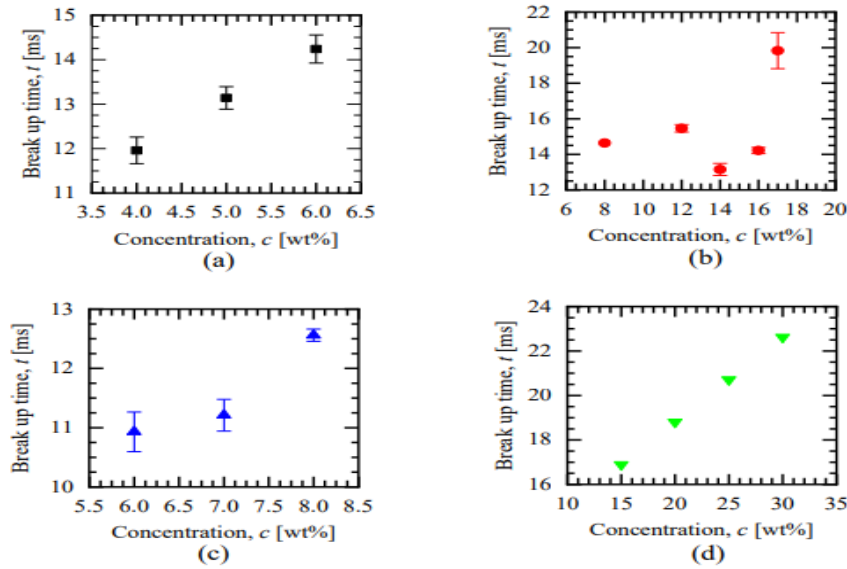 Break up time, t [ms]
15
14
13
12
11
3.5 4.0 4.5 5.0 5.5 6.0 6.5
Concentration, c [wt%]
(a)
Break up time, t [ms]
22
20
18
16
14
12
6 8 10 12 14 16 18 20
Concentration, c [wt%]
(b)
Break up time, t [ms]
13
12
11
10
5.5 6.0 6.5 7.0 7.5 8.0 8.5
Concentration, c [wt%]
(c)
Break up time, t [ms]
24
22
20
18
16
10 15 20 25 30 35
Concentration, c [wt%]
(d)